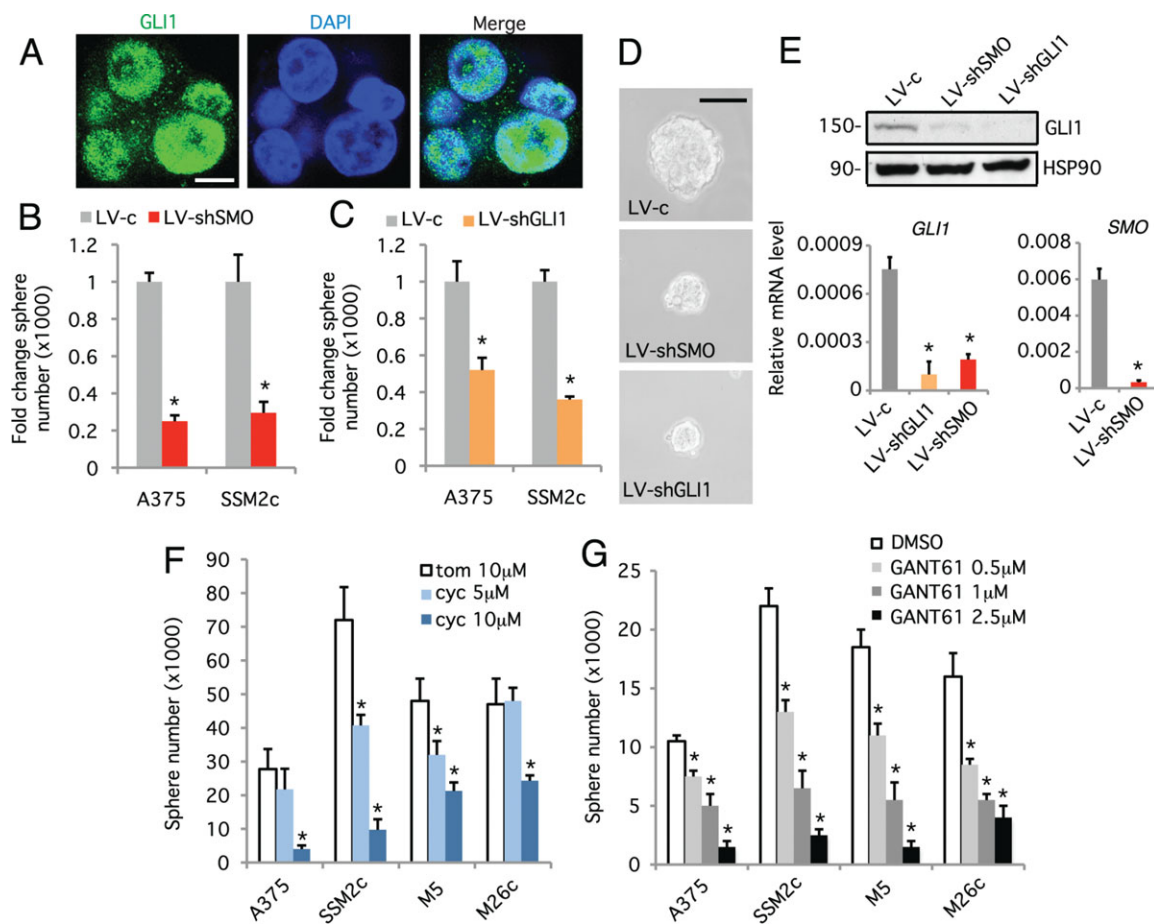 A
GLI1
DAPI
Merge
B
LV-c
LV-shSMO
Fold change sphere
number (x1000)
1.2
1
0.8
0.6
0.4
0.2
0
*
*
A375
SSM2c
C
LV-c
LV-shGLI1
Fold change sphere
number (x1000)
1.2
1
0.8
0.6
0.4
0.2
0
*
*
A375
SSM2c
D
LV-c
LV-shSMO
LV-shGLI1
E
LV-c
LV-shSMO
LV-shGLI1
150-
GLI1
90-
HSP90
GLI1
Relative mRNA level
0.0009
0.0006
0.0003
0
*
*
LV-c
LV-shGLI1
LV-shSMO
SMO
0.008
0.006
0.004
0.002
0
*
LV-c
LV-shSMO
F
tom 10µM
cyc 5µM
cyc 10µM
Sphere number (x1000)
90
80
70
60
50
40
30
20
10
0
*
*
*
*
*
*
A375
SSM2c
M5
M26c
G
DMSO
GANT61 0.5µM
GANT61 1µM
GANT61 2.5µM
Sphere number (x1000)
25
20
15
10
5
0
*
*
*
*
*
*
*
*
*
*
*
*
A375
SSM2c
M5
M26c